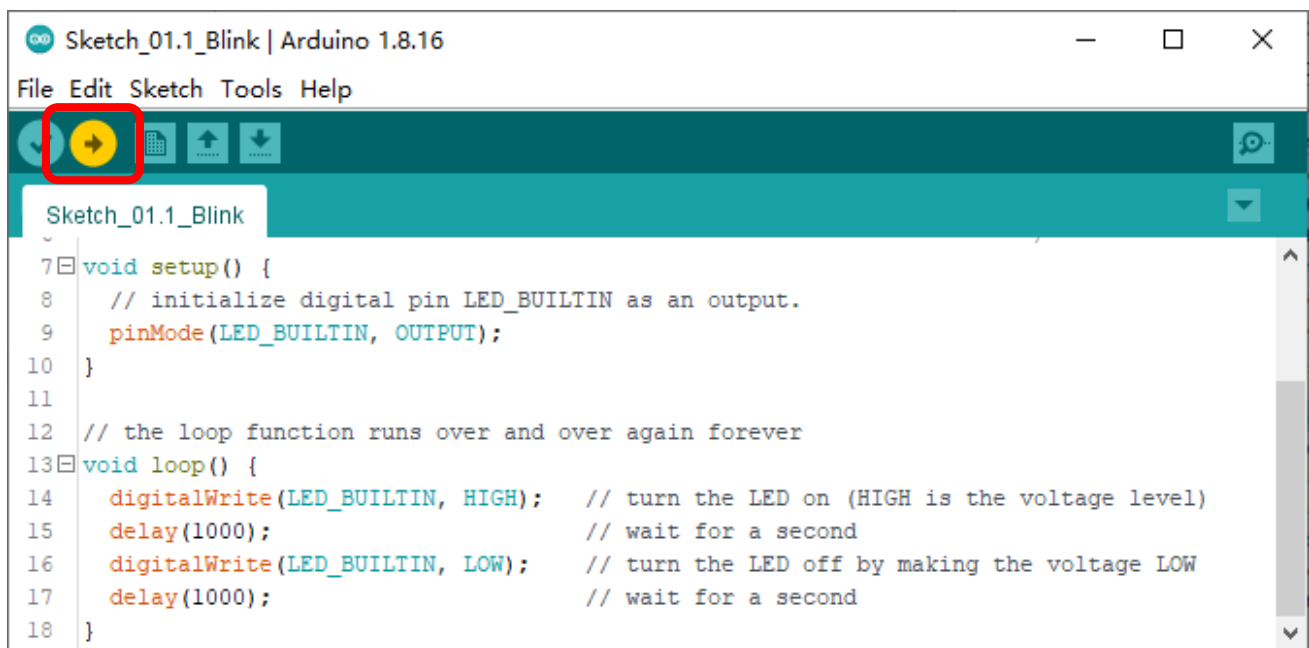 Sketch_01.1_Blink | Arduino 1.8.16
File Edit Sketch Tools Help
Sketch_01.1_Blink
7 void setup() {
8 // initialize digital pin LED_BUILTIN as an output.
9 pinMode(LED_BUILTIN, OUTPUT);
10 }
11
12 // the loop function runs over and over again forever
13 void loop() {
14 digitalWrite(LED_BUILTIN, HIGH); // turn the LED on (HIGH is the voltage level)
15 delay(1000); // wait for a second
16 digitalWrite(LED_BUILTIN, LOW); // turn the LED off by making the voltage LOW
17 delay(1000); // wait for a second
18 }